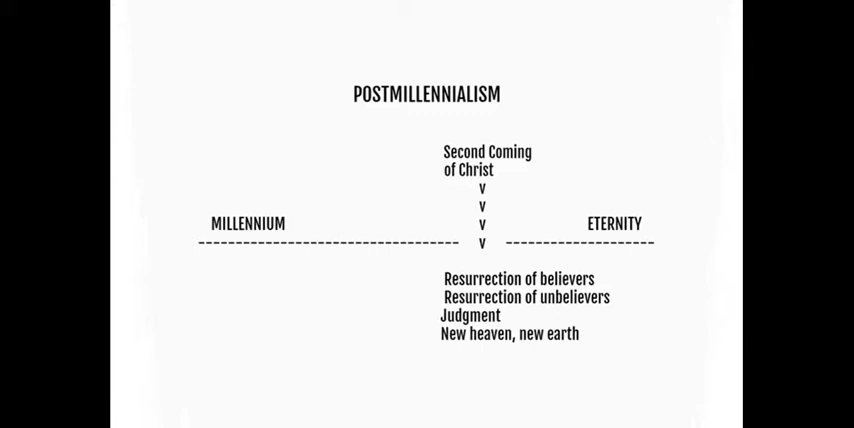 POSTMILLENNIALISM
Second Coming
of Christ
v
v
MILLENNIUM v ETERNITY
---------------------------------- v --------------------
Resurrection of believers
Resurrection of unbelievers
Judgment
New heaven, new earth